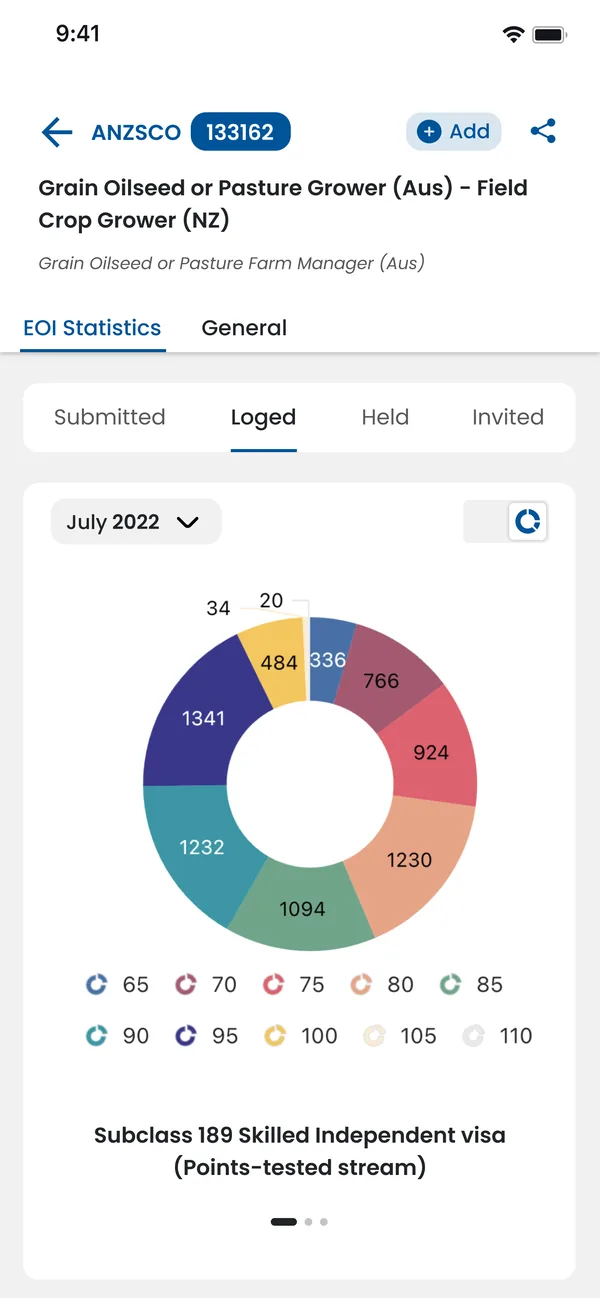 9:41
ANZSCO 133162 Add
Grain Oilseed or Pasture Grower (Aus) - Field
Crop Grower (NZ)
Grain Oilseed or Pasture Farm Manager (Aus)
EOI Statistics General
Submitted Loged Held Invited
July 2022
34 20
484 336
766
1341
924
1232
1230
1094
65 70 75 80 85
90 95 100 105 110
Subclass 189 Skilled Independent visa
(Points-tested stream)